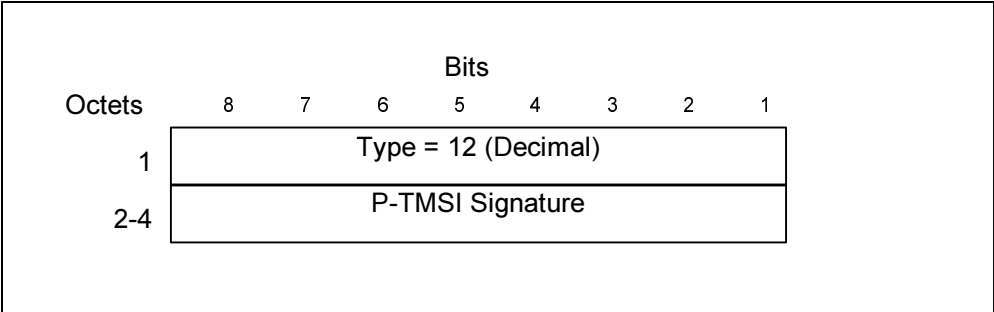 Bits
Octets 8 7 6 5 4 3 2 1
1 Type = 12 (Decimal)
2-4 P-TMSI Signature